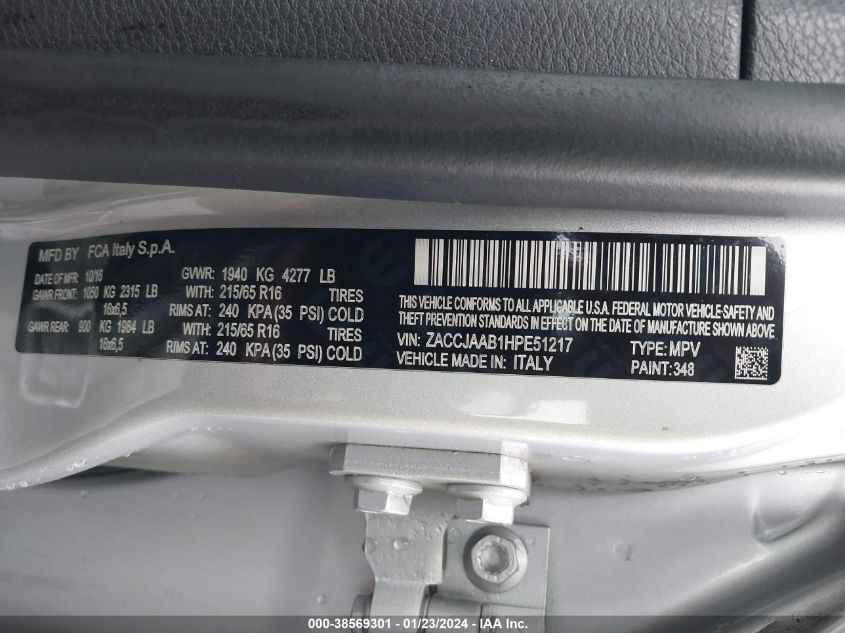 MFD BY FCA Italy S.p.A.
DATE OF MFR: 10/16 GVWR: 1940 KG 4277 LB
GAWR FRONT: 1050 KG 2315 LB WITH: 215/65 R16 TIRES
16x6,5 RIMS AT: 240 KPA (35 PSI) COLD
GAWR REAR: 900 KG 1984 LB WITH: 215/65 R16 TIRES
16x6,5 RIMS AT: 240 KPA (35 PSI) COLD
THIS VEHICLE CONFORMS TO ALL APPLICABLE U.S.A. FEDERAL MOTOR VEHICLE-SAFETY AND
THEFT PREVENTION STANDARDS IN EFFECT ON THE DATE OF MANUFACTURE SHOWN ABOVE.
VIN: ZACCJAAB1HPE51217 TYPE: MPV
VEHICLE MADE IN: ITALY PAINT: 348
000-38569301 - 01/23/2024 - IAAI, Inc.